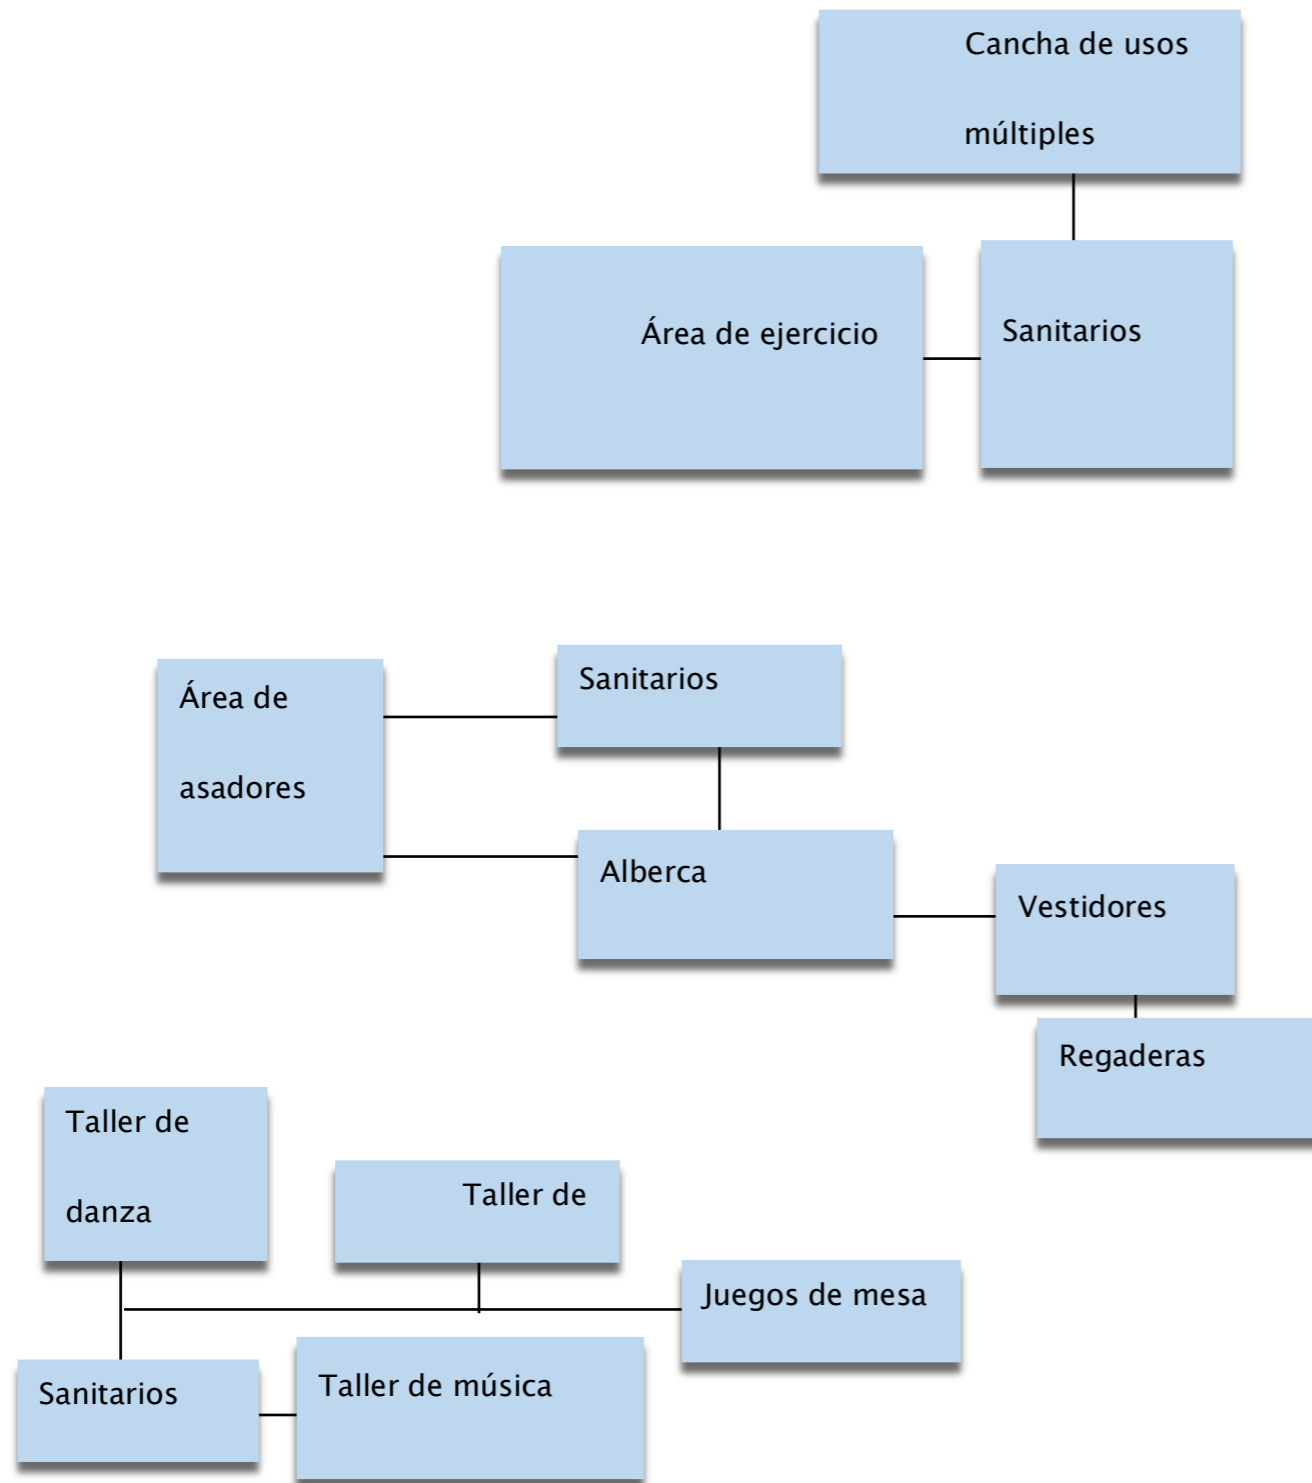 Cancha de usos
múltiples
Área de ejercicio
Sanitarios
Área de
asadores
Sanitarios
Alberca
Vestidores
Regaderas
Taller de
danza
Taller de
Juegos de mesa
Sanitarios
Taller de música